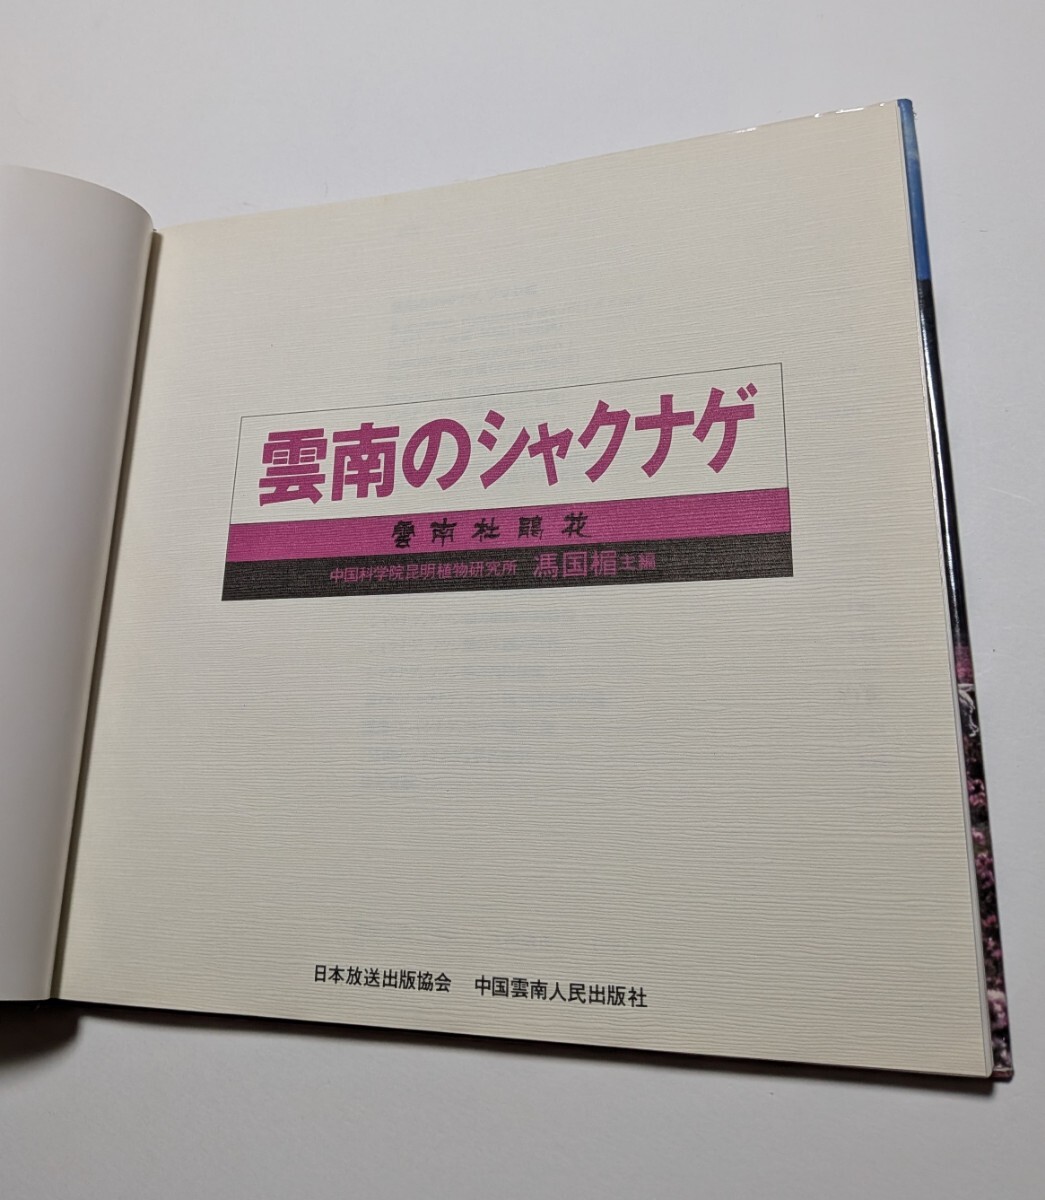 雲南のシャクナゲ
雲南杜鵑花
中国科学院昆明植物研究所 馮国楣主編
日本放送出版協会 中国雲南人民出版社